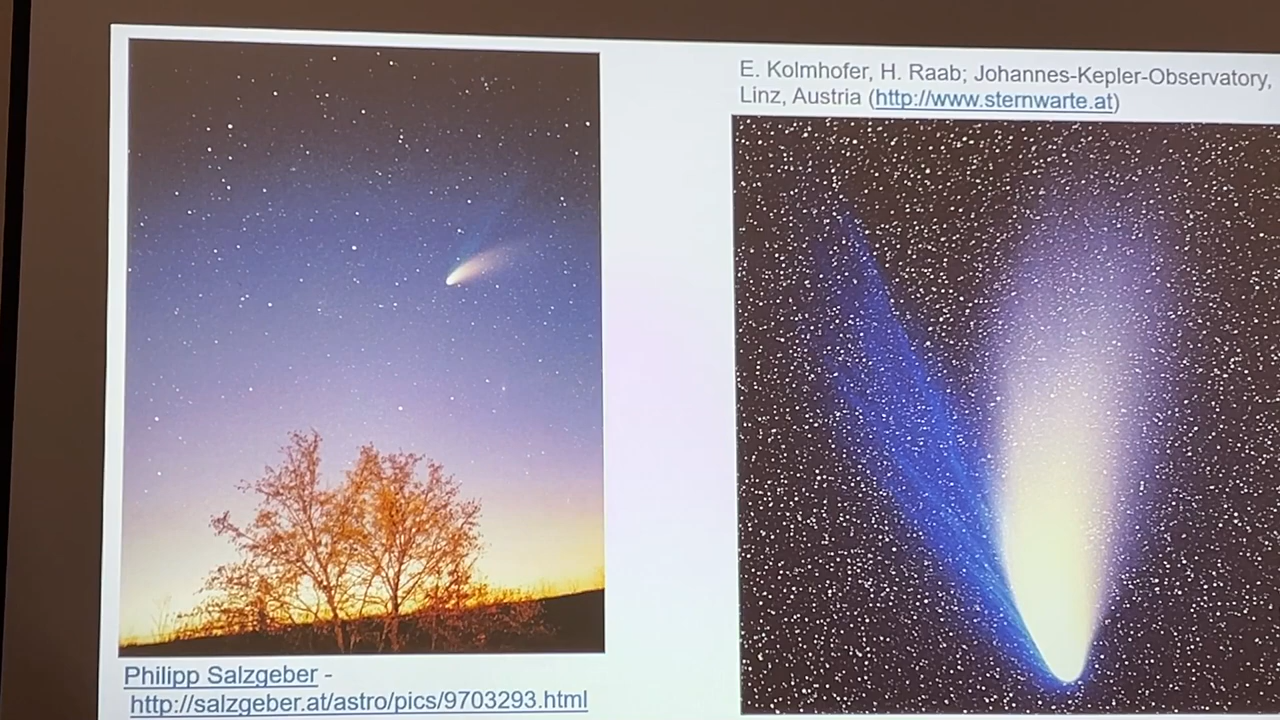 E. Kolmhofer, H. Raab; Johannes-Kepler-Observatory,
Linz, Austria (http://www.sternwarte.at)
Philipp Salzgeber -
http://salzgeber.at/astro/pics/9703293.html